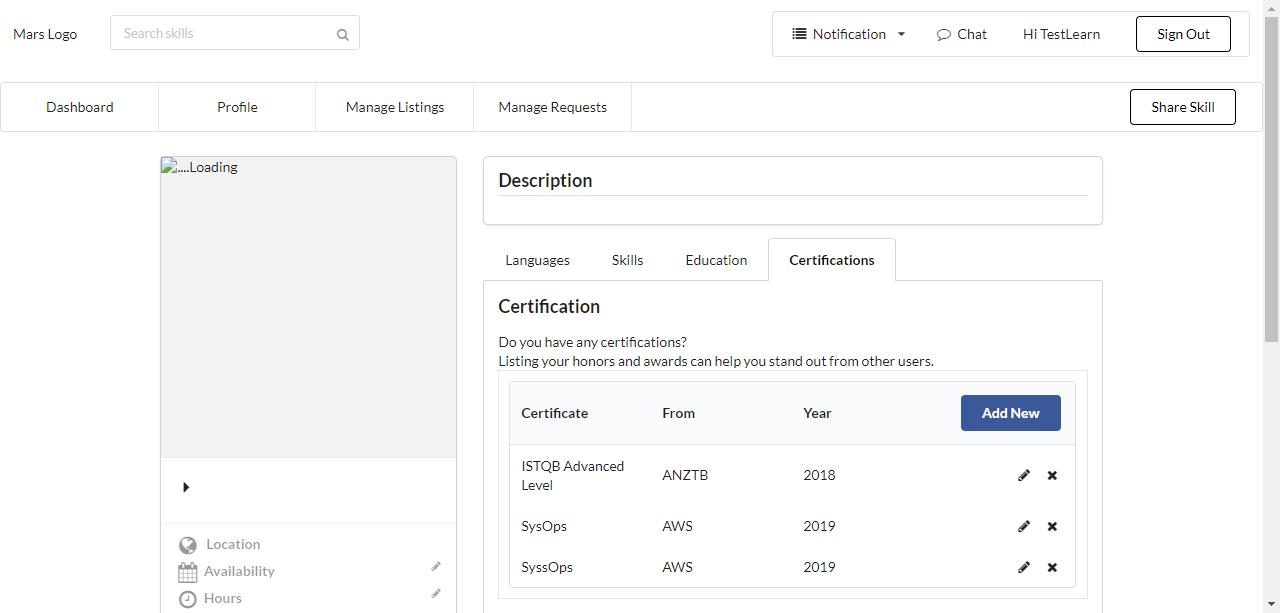 Mars Logo
Search skills
Notification
Chat
Hi TestLearn
Sign Out
Dashboard
Profile
Manage Listings
Manage Requests
Share Skill
....Loading
Location
Availability
Hours
Description
Languages
Skills
Education
Certifications
Certification
Do you have any certifications?
Listing your honors and awards can help you stand out from other users.
Certificate From Year Add New
ISTQB Advanced
Level
ANZTB 2018
SysOps AWS 2019
SyssOps AWS 2019